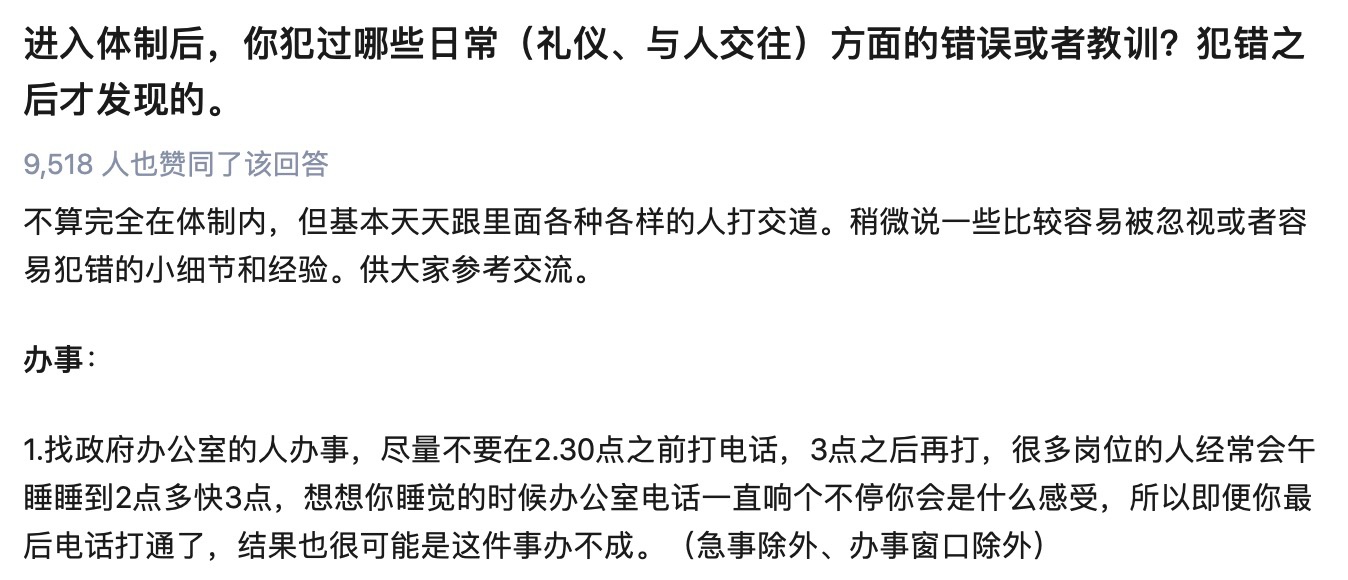 进入体制后，你犯过哪些日常（礼仪、与人交往）方面的错误或者教训？犯错之
后才发现的。
9,518 人也赞同了该回答
不算完全在体制内，但基本天天跟里面各种各样的人打交道。稍微说一些比较容易被忽视或者容
易犯错的小细节和经验。供大家参考交流。
办事：
1.找政府办公室的人办事，尽量不要在2.30点之前打电话，3点之后再打，很多岗位的人经常会午
睡睡到2点多快3点，想想你睡觉的时候办公室电话一直响个不停你会是什么感受，所以即便你最
后电话打通了，结果也很可能是这件事办不成。（急事除外、办事窗口除外）